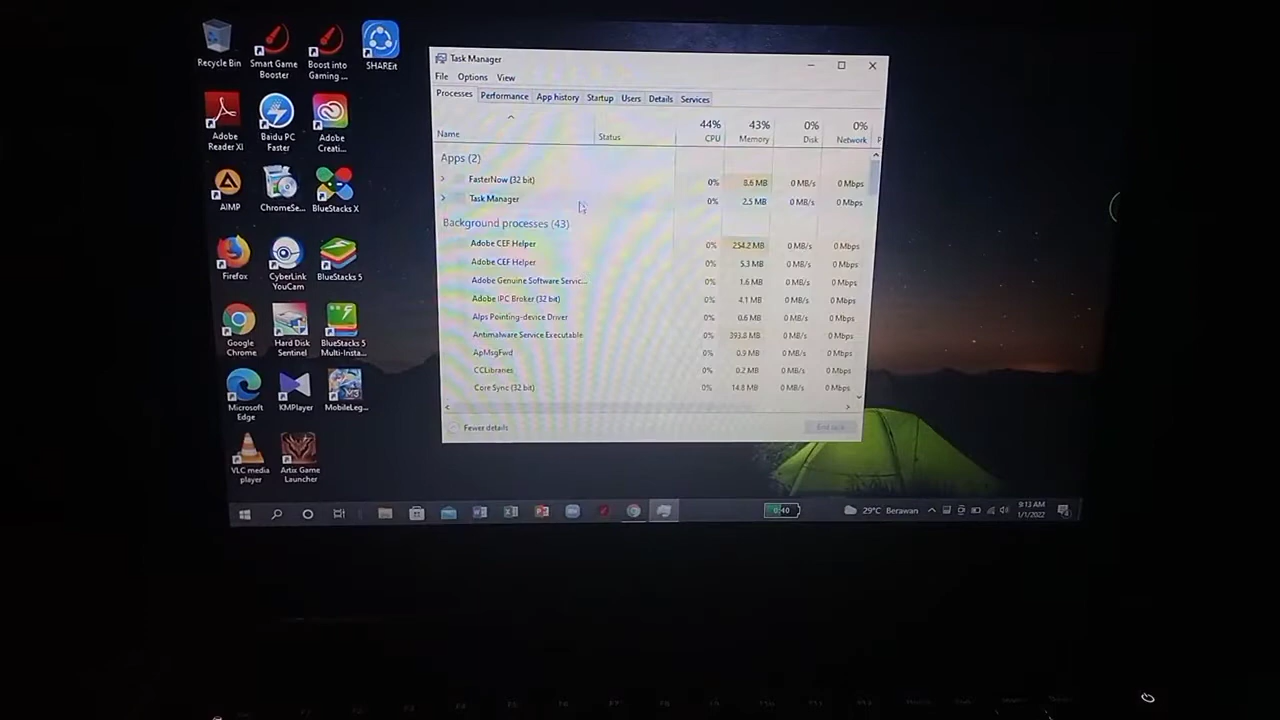 Recycle Bin
Smart Game
Booster
Boost into
Gaming ...
SHAREit
Adobe
Reader XI
Baidu PC
Faster
Adobe
Creati...
AIMP
ChromeSe...
BlueStacks X
Firefox
CyberLink
YouCam
BlueStacks 5
Google
Chrome
Hard Disk
Sentinel
BlueStacks 5
Multi-Insta...
Microsoft
Edge
KMPlayer
MobileLeg...
VLC media
player
Artix Game
Launcher
Task Manager
File Options View
Processes Performance App history Startup Users Details Services
44% 43% 0% 0%
Name Status CPU Memory Disk Network P
Apps (2)
FasterNow (32 bit) 0% 8.6 MB 0 MB/s 0 Mbps
Task Manager 0% 2.5 MB 0 MB/s 0 Mbps
Background processes (43)
Adobe CEF Helper 0% 254.2 MB 0 MB/s 0 Mbps
Adobe CEF Helper 0% 5.3 MB 0 MB/s 0 Mbps
Adobe Genuine Software Servic... 0% 1.6 MB 0 MB/s 0 Mbps
Adobe IPC Broker (32 bit) 0% 4.1 MB 0 MB/s 0 Mbps
Alps Pointing-device Driver 0% 0.6 MB 0 MB/s 0 Mbps
Antimalware Service Executable 0% 393.8 MB 0 MB/s 0 Mbps
ApMsgFwd 0% 0.9 MB 0 MB/s 0 Mbps
CCLibraries 0% 0.2 MB 0 MB/s 0 Mbps
Core Sync (32 bit) 0% 14.8 MB 0 MB/s 0 Mbps
Fewer details End task
0:40 29°C Berawan 9:13 AM
1/1/2022